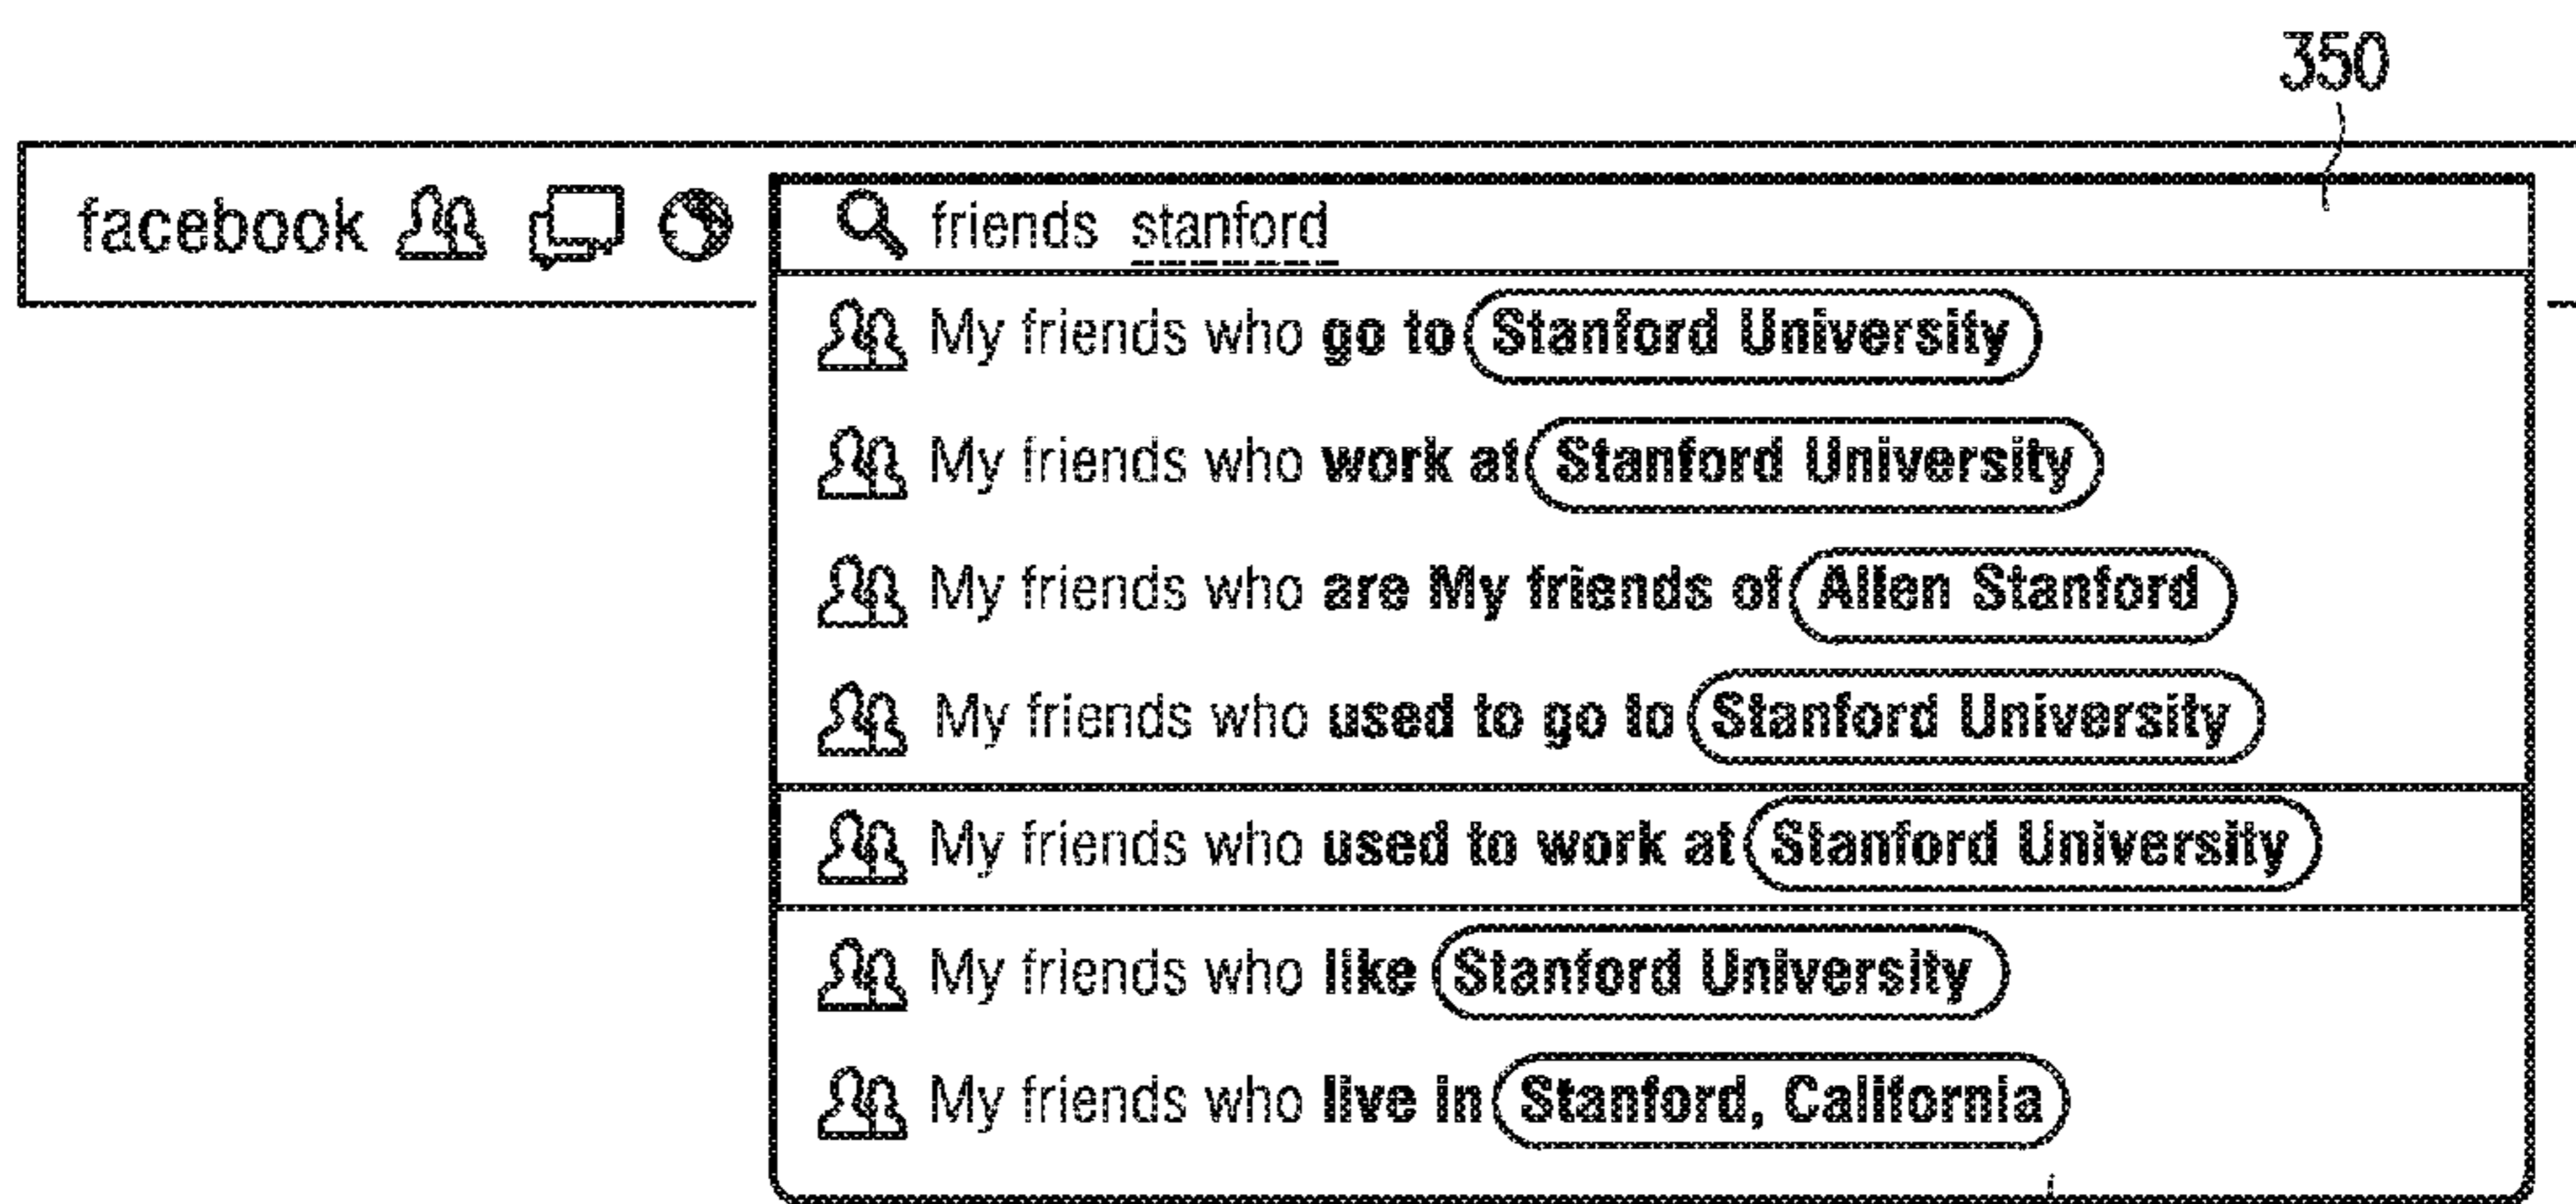 350
facebook friends stanford
My friends who go to Stanford University
My friends who work at Stanford University
My friends who are My friends of Allen Stanford
My friends who used to go to Stanford University
My friends who used to work at Stanford University
My friends who like Stanford University
My friends who live in Stanford, California